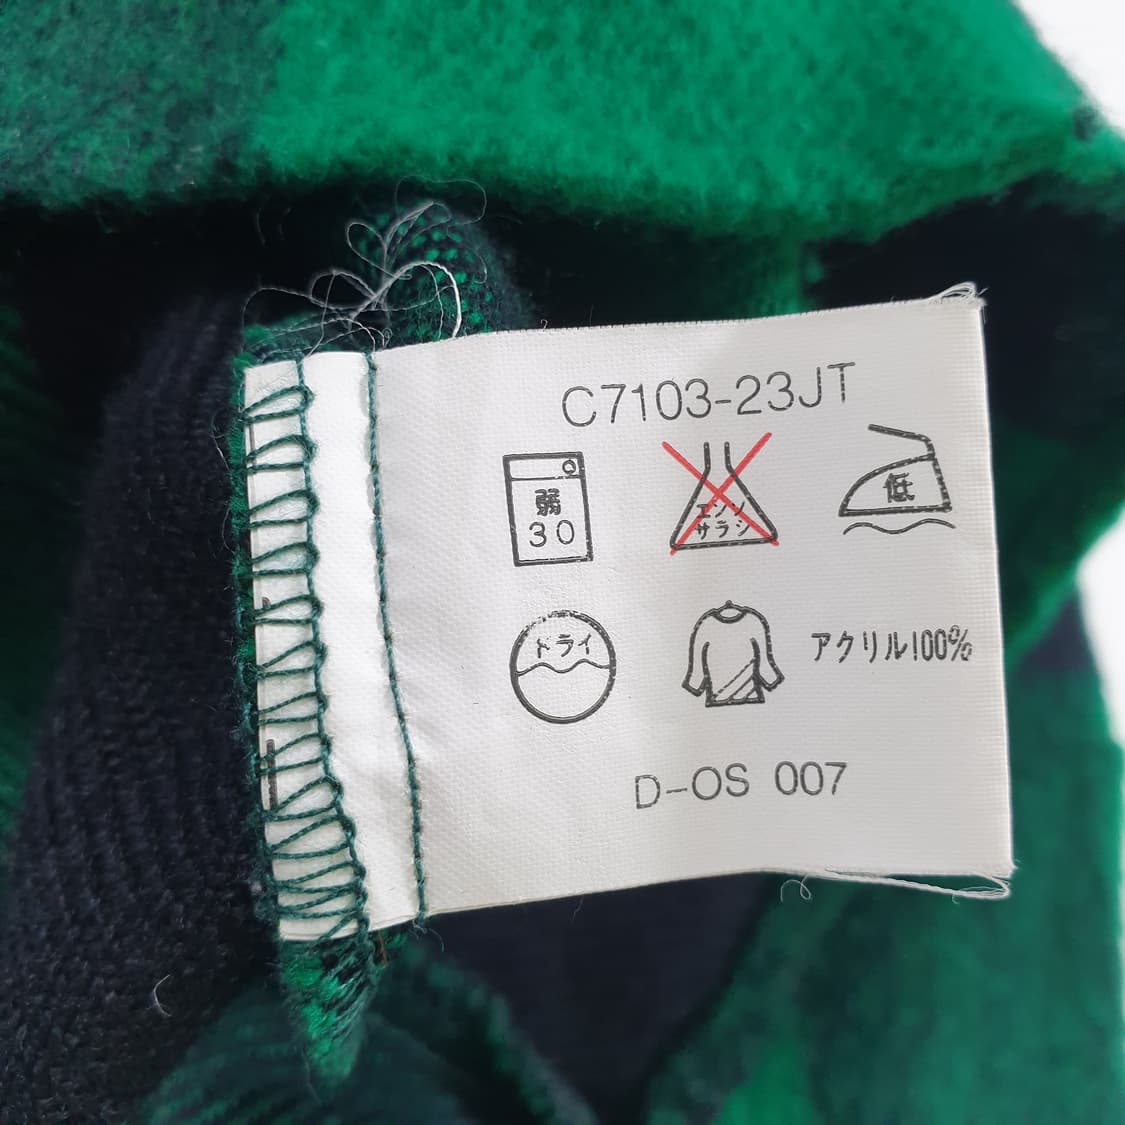 C7103-23JT
弱
30
エンソ
サラシ
低
ドライ
アクリル100%
D-OS 007